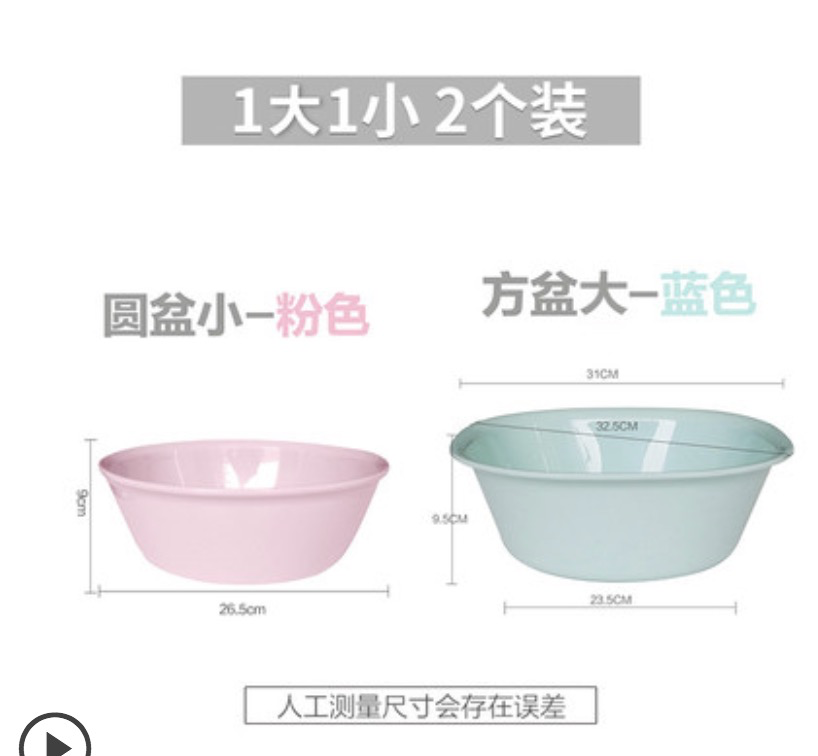 1大1小 2个装
圆盆小-粉色
方盆大-蓝色
31CM
32.5CM
9cm
9.5CM
26.5cm
23.5CM
人工测量尺寸会存在误差